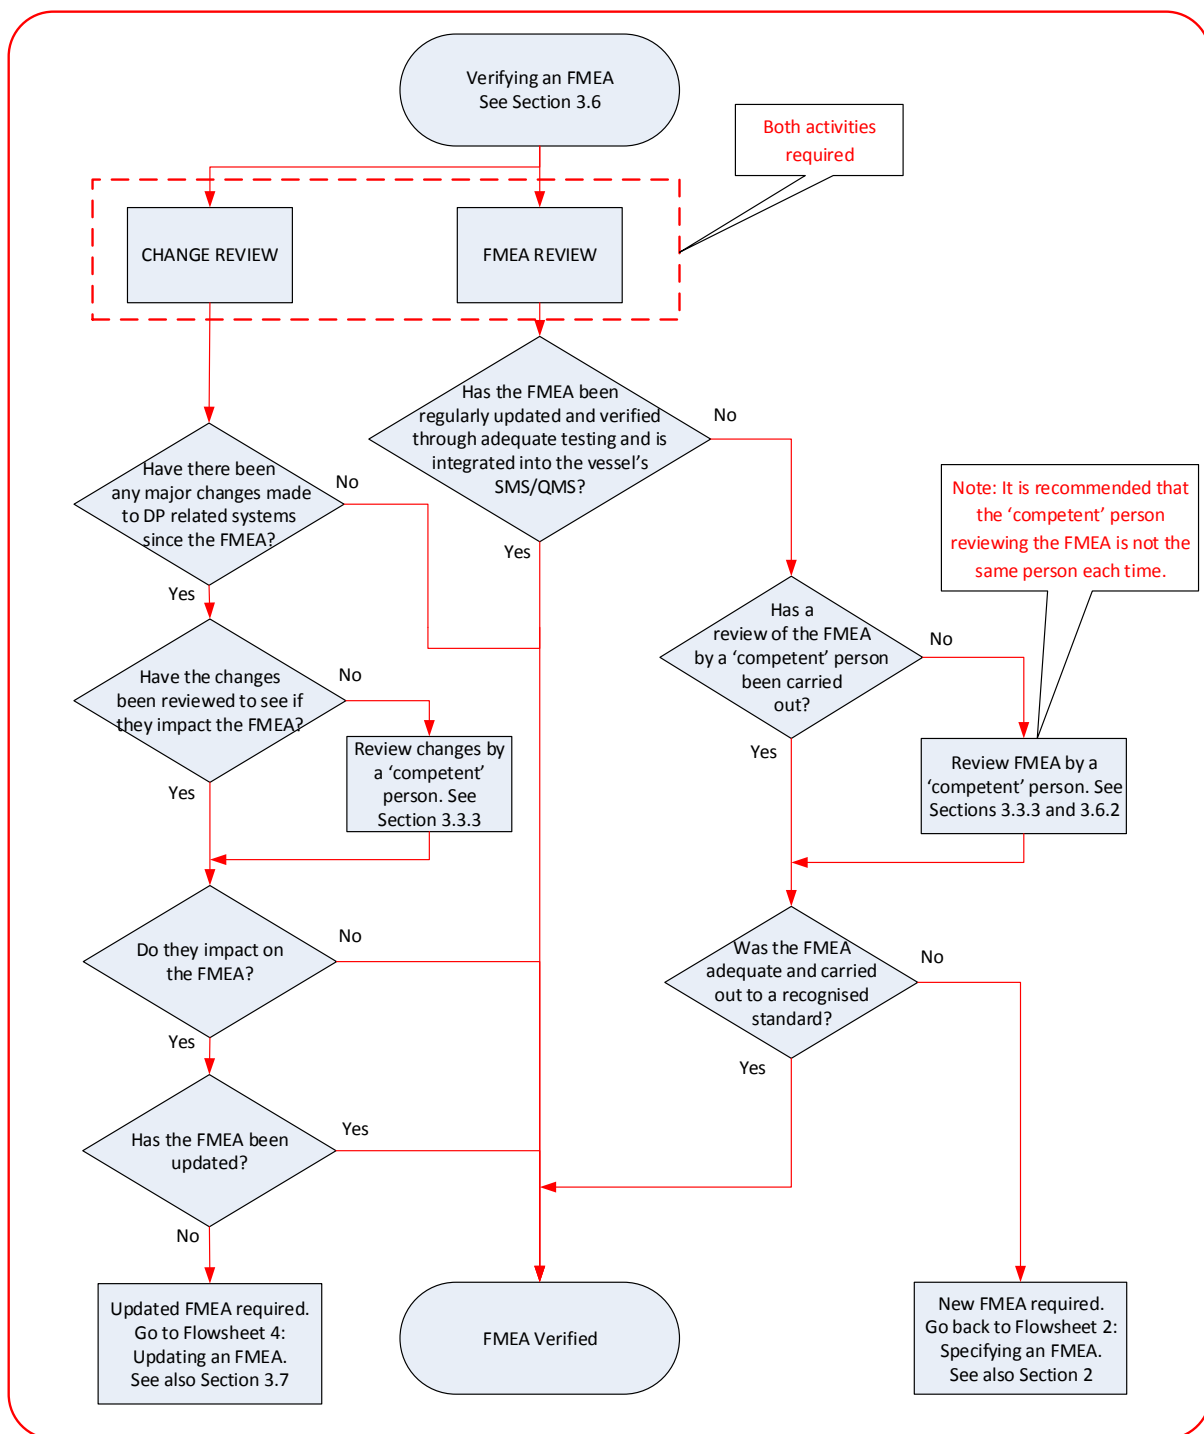 Verifying an FMEA
See Section 3.6
Both activities
required
CHANGE REVIEW
FMEA REVIEW
Has the FMEA been
regularly updated and verified
through adequate testing and is
integrated into the vessel's
SMS/QMS?
No
Yes
Have there been
any major changes made
to DP related systems
since the FMEA?
No
Yes
Note: It is recommended that
the 'competent' person
reviewing the FMEA is not the
same person each time.
Has a
review of the FMEA
by a 'competent' person
been carried
out?
No
Yes
Have the changes
been reviewed to see if
they impact the FMEA?
No
Yes
Review changes by
a 'competent'
person. See
Section 3.3.3
Review FMEA by a
'competent' person. See
Sections 3.3.3 and 3.6.2
Do they impact on
the FMEA?
No
Yes
Was the FMEA
adequate and carried
out to a recognised
standard?
No
Yes
Has the FMEA been
updated?
Yes
No
Updated FMEA required.
Go to Flowsheet 4:
Updating an FMEA.
See also Section 3.7
FMEA Verified
New FMEA required.
Go back to Flowsheet 2:
Specifying an FMEA.
See also Section 2